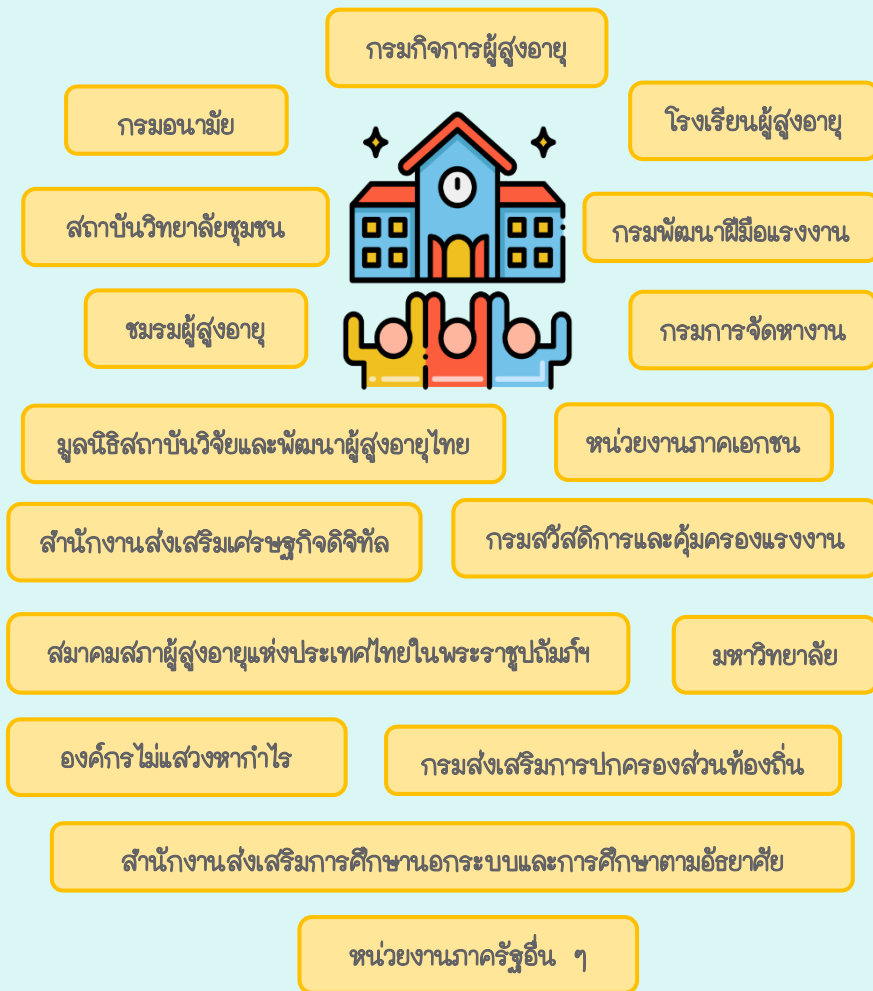 กรมกิจการผู้สูงอายุ
กรมอนามัย
โรงเรียนผู้สูงอายุ
สถาบันวิทยาลัยชุมชน
กรมพัฒนาฝีมือแรงงาน
ชมรมผู้สูงอายุ
กรมการจัดหางาน
มูลนิธิสถาบันวิจัยและพัฒนาผู้สูงอายุไทย
หน่วยงานภาคเอกชน
สำนักงานส่งเสริมเศรษฐกิจดิจิทัล
กรมสวัสดิการและคุ้มครองแรงงาน
สมาคมสภาผู้สูงอายุแห่งประเทศไทยในพระราชูปถัมภ์ฯ
มหาวิทยาลัย
องค์กรไม่แสวงหากำไร
กรมส่งเสริมการปกครองส่วนท้องถิ่น
สำนักงานส่งเสริมการศึกษานอกระบบและการศึกษาตามอัธยาศัย
หน่วยงานภาครัฐอื่น ๆ